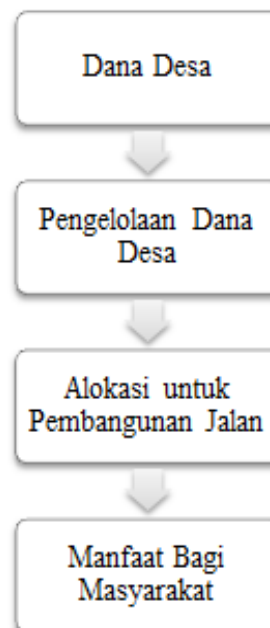 Dana Desa
Pengelolaan Dana
Desa
Alokasi untuk
Pembangunan Jalan
Manfaat Bagi
Masyarakat